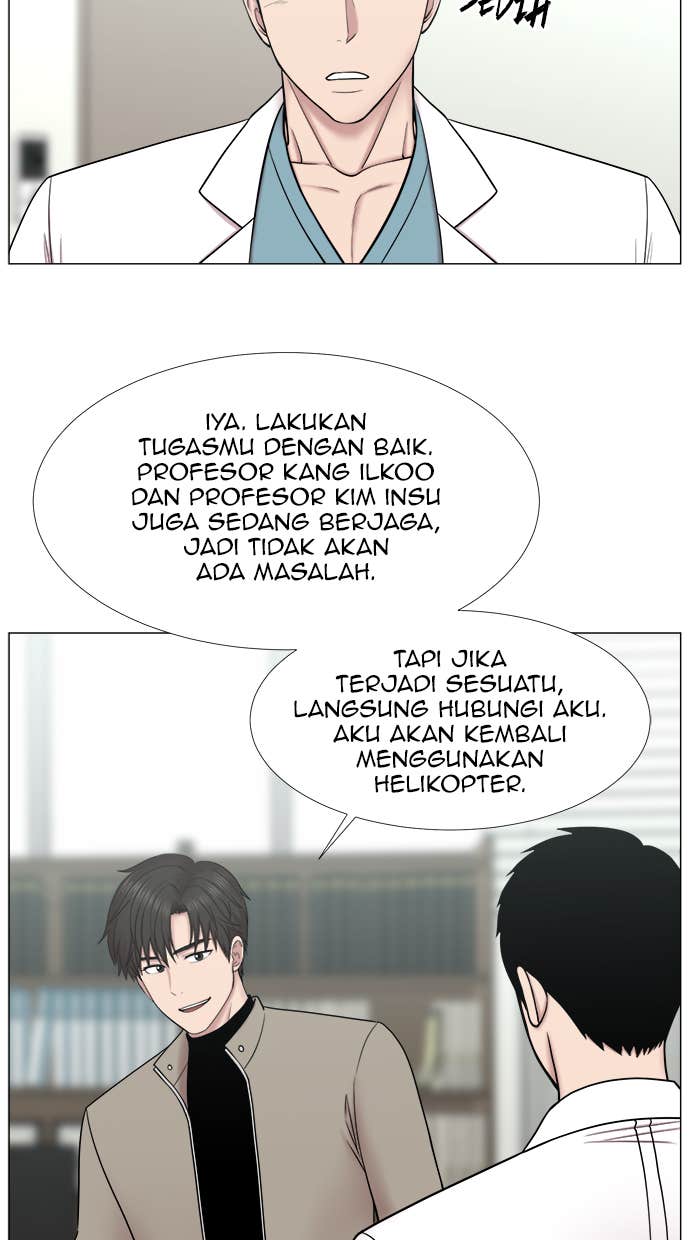 SEDIH
IYA. LAKUKAN
TUGASMU DENGAN BAIK.
PROFESOR KANG ILKOO
DAN PROFESOR KIM INSU
JUGA SEDANG BERJAGA,
JADI TIDAK AKAN
ADA MASALAH.
TAPI JIKA
TERJADI SESUATU,
LANGSUNG HUBUNGI AKU.
AKU AKAN KEMBALI
MENGGUNAKAN
HELIKOPTER.